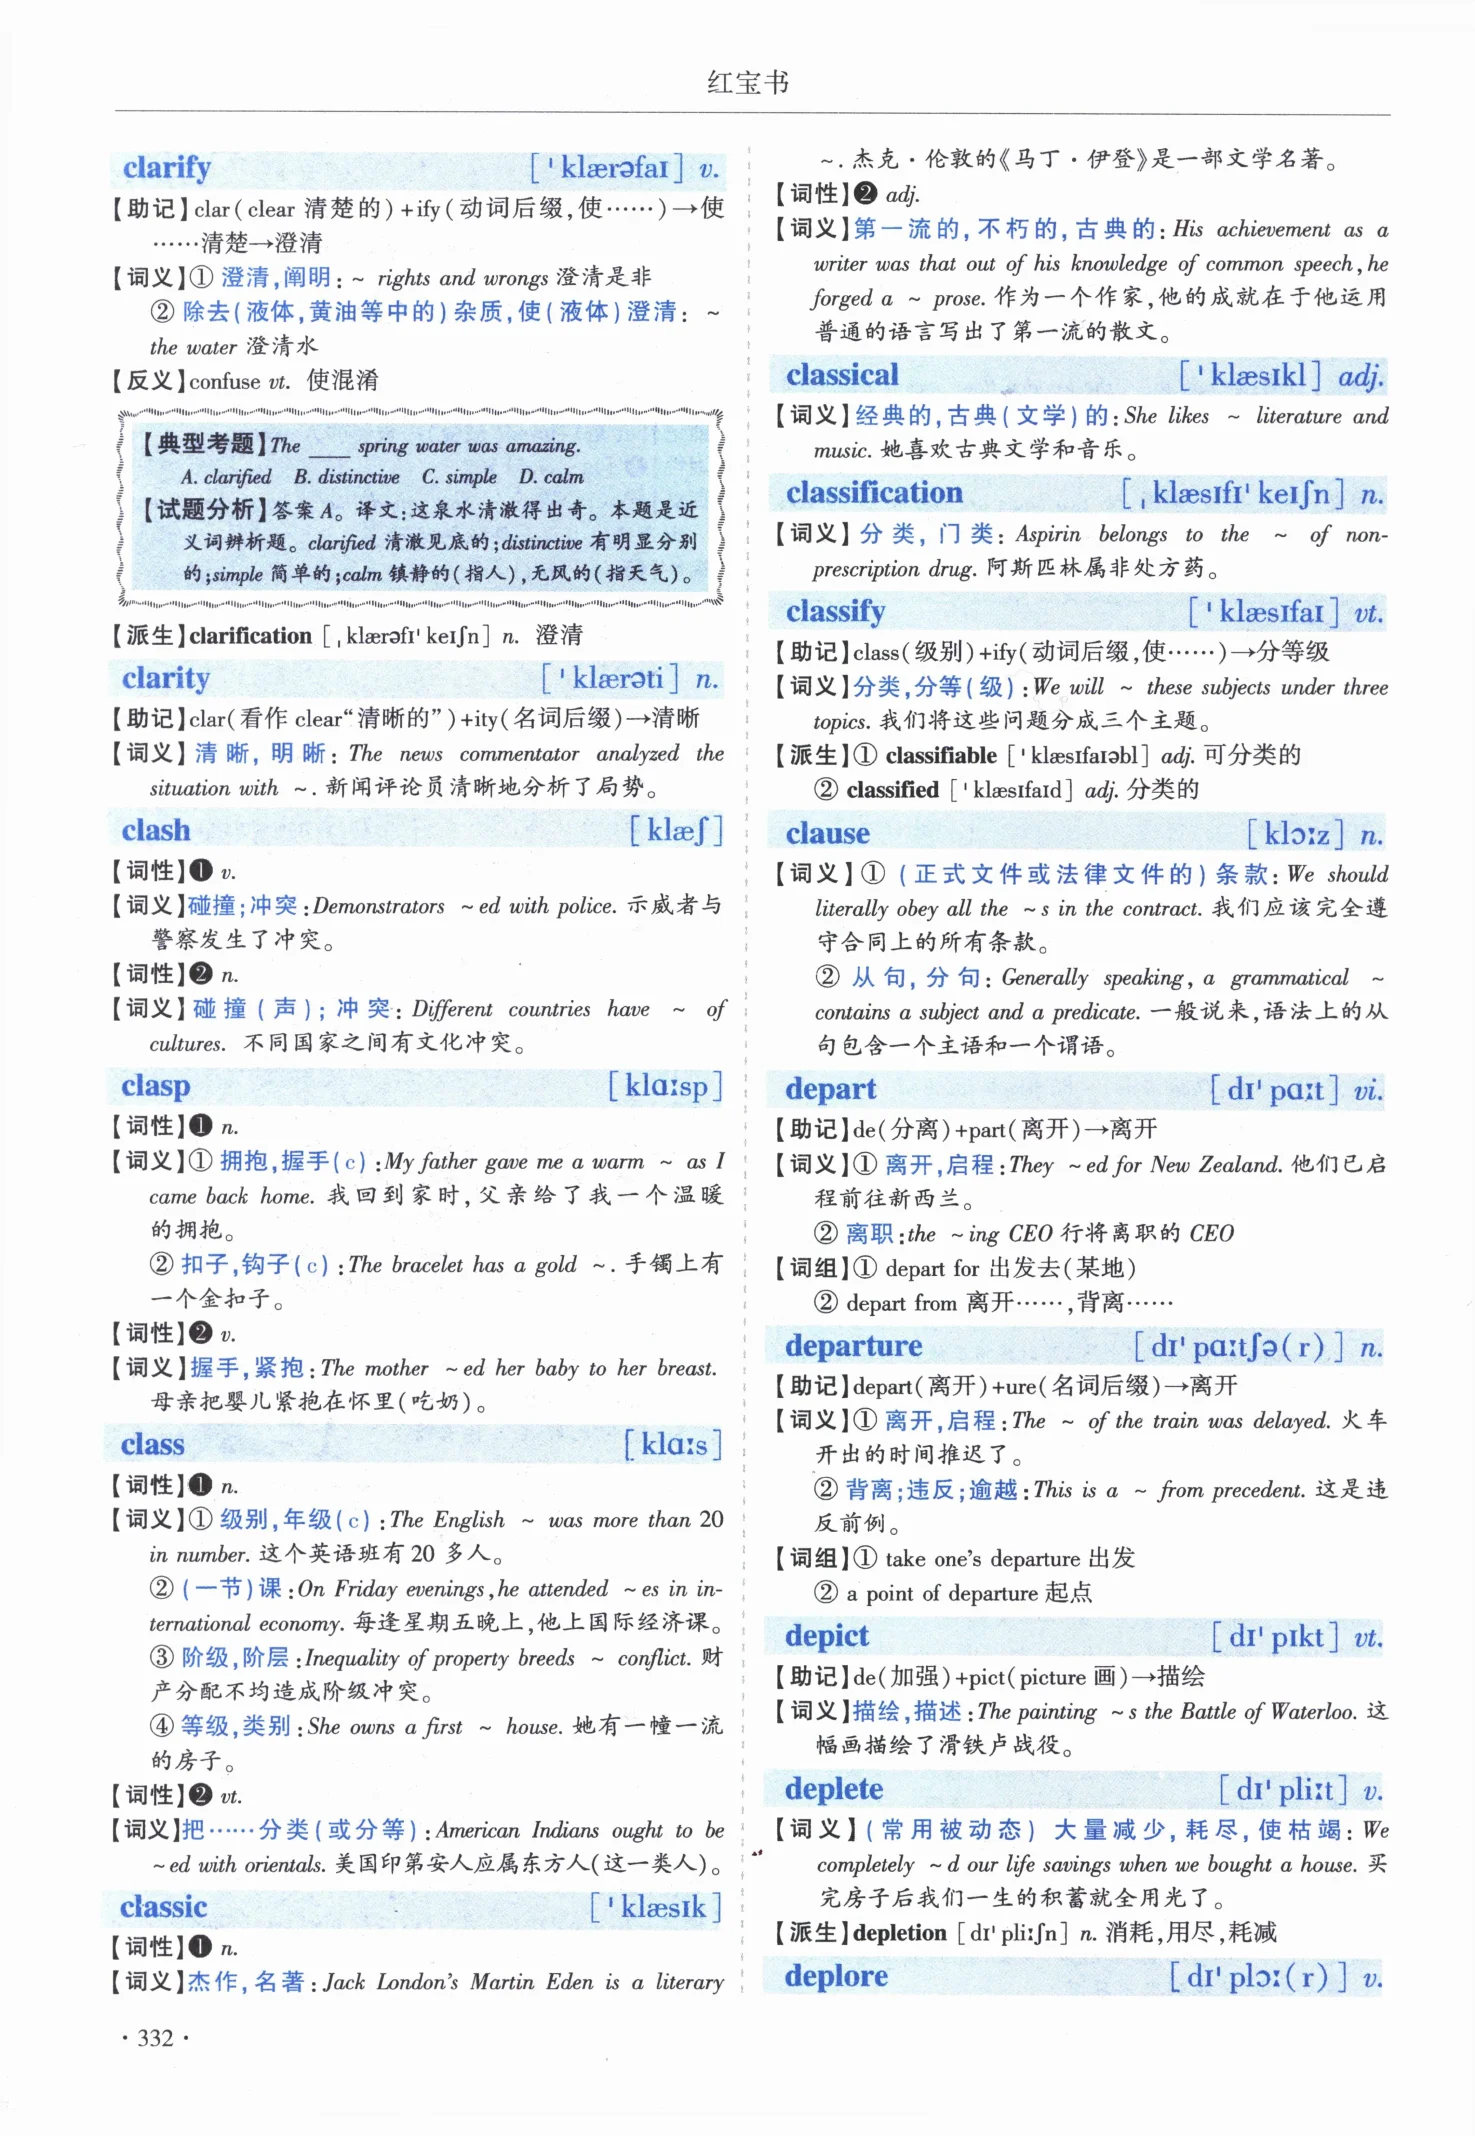 红宝书
clarify [ˈklærəfaɪ] v.
【助记】clar(clear 清楚的)+ify(动词后缀,使……)→使
……清楚→澄清
【词义】① 澄清,阐明: ~ rights and wrongs 澄清是非
② 除去(液体,黄油等中的)杂质,使(液体)澄清: ~
the water 澄清水
【反义】confuse vt. 使混淆
【典型考题】The ____ spring water was amazing.
A. clarified B. distinctive C. simple D. calm
【试题分析】答案 A。译文:这泉水清澈得出奇。本题是近
义词辨析题。clarified 清澈见底的;distinctive 有明显分别
的;simple 简单的;calm 镇静的(指人),无风的(指天气)。
【派生】clarification [ˌklærəfɪˈkeɪʃn] n. 澄清
clarity [ˈklærəti] n.
【助记】clar(看作 clear“清晰的”)+ity(名词后缀)→清晰
【词义】清晰,明晰: The news commentator analyzed the
situation with ~. 新闻评论员清晰地分析了局势。
clash [klæʃ]
【词性】❶ v.
【词义】碰撞;冲突:Demonstrators ~ed with police. 示威者与
警察发生了冲突。
【词性】❷ n.
【词义】碰撞(声);冲突: Different countries have ~ of
cultures. 不同国家之间有文化冲突。
clasp [klɑːsp]
【词性】❶ n.
【词义】① 拥抱,握手(c):My father gave me a warm ~ as I
came back home. 我回到家时,父亲给了我一个温暖
的拥抱。
② 扣子,钩子(c):The bracelet has a gold ~. 手镯上有
一个金扣子。
【词性】❷ v.
【词义】握手,紧抱:The mother ~ed her baby to her breast.
母亲把婴儿紧抱在怀里(吃奶)。
class [klɑːs]
【词性】❶ n.
【词义】① 级别,年级(c):The English ~ was more than 20
in number. 这个英语班有 20 多人。
② (一节)课:On Friday evenings,he attended ~es in in-
ternational economy. 每逢星期五晚上,他上国际经济课。
③ 阶级,阶层:Inequality of property breeds ~ conflict. 财
产分配不均造成阶级冲突。
④ 等级,类别:She owns a first ~ house. 她有一幢一流
的房子。
【词性】❷ vt.
【词义】把……分类(或分等):American Indians ought to be
~ed with orientals. 美国印第安人应属东方人(这一类人)。
classic [ˈklæsɪk]
【词性】❶ n.
【词义】杰作,名著:Jack London's Martin Eden is a literary
~. 杰克·伦敦的《马丁·伊登》是一部文学名著。
【词性】❷ adj.
【词义】第一流的,不朽的,古典的: His achievement as a
writer was that out of his knowledge of common speech,he
forged a ~ prose. 作为一个作家,他的成就在于他运用
普通的语言写出了第一流的散文。
classical [ˈklæsɪkl] adj.
【词义】经典的,古典(文学)的:She likes ~ literature and
music. 她喜欢古典文学和音乐。
classification [ˌklæsɪfɪˈkeɪʃn] n.
【词义】分类,门类: Aspirin belongs to the ~ of non-
prescription drug. 阿斯匹林属非处方药。
classify [ˈklæsɪfaɪ] vt.
【助记】class(级别)+ify(动词后缀,使……)→分等级
【词义】分类,分等(级):We will ~ these subjects under three
topics. 我们将这些问题分成三个主题。
【派生】① classifiable [ˈklæsɪfaɪəbl] adj. 可分类的
② classified [ˈklæsɪfaɪd] adj. 分类的
clause [klɔːz] n.
【词义】① (正式文件或法律文件的)条款: We should
literally obey all the ~s in the contract. 我们应该完全遵
守合同上的所有条款。
② 从句,分句: Generally speaking, a grammatical ~
contains a subject and a predicate. 一般说来,语法上的从
句包含一个主语和一个谓语。
depart [dɪˈpɑːt] vi.
【助记】de(分离)+part(离开)→离开
【词义】① 离开,启程:They ~ed for New Zealand. 他们已启
程前往新西兰。
② 离职:the ~ing CEO 行将离职的 CEO
【词组】① depart for 出发去(某地)
② depart from 离开……,背离……
departure [dɪˈpɑːtʃə(r)] n.
【助记】depart(离开)+ure(名词后缀)→离开
【词义】① 离开,启程:The ~ of the train was delayed. 火车
开出的时间推迟了。
② 背离;违反;逾越:This is a ~ from precedent. 这是违
反前例。
【词组】① take one's departure 出发
② a point of departure 起点
depict [dɪˈpɪkt] vt.
【助记】de(加强)+pict(picture 画)→描绘
【词义】描绘,描述:The painting ~s the Battle of Waterloo. 这
幅画描绘了滑铁卢战役。
deplete [dɪˈpliːt] v.
【词义】(常用被动态)大量减少,耗尽,使枯竭: We
completely ~d our life savings when we bought a house. 买
完房子后我们一生的积蓄就全用光了。
【派生】depletion [dɪˈpliːʃn] n. 消耗,用尽,耗减
deplore [dɪˈplɔː(r)] v.
·332·